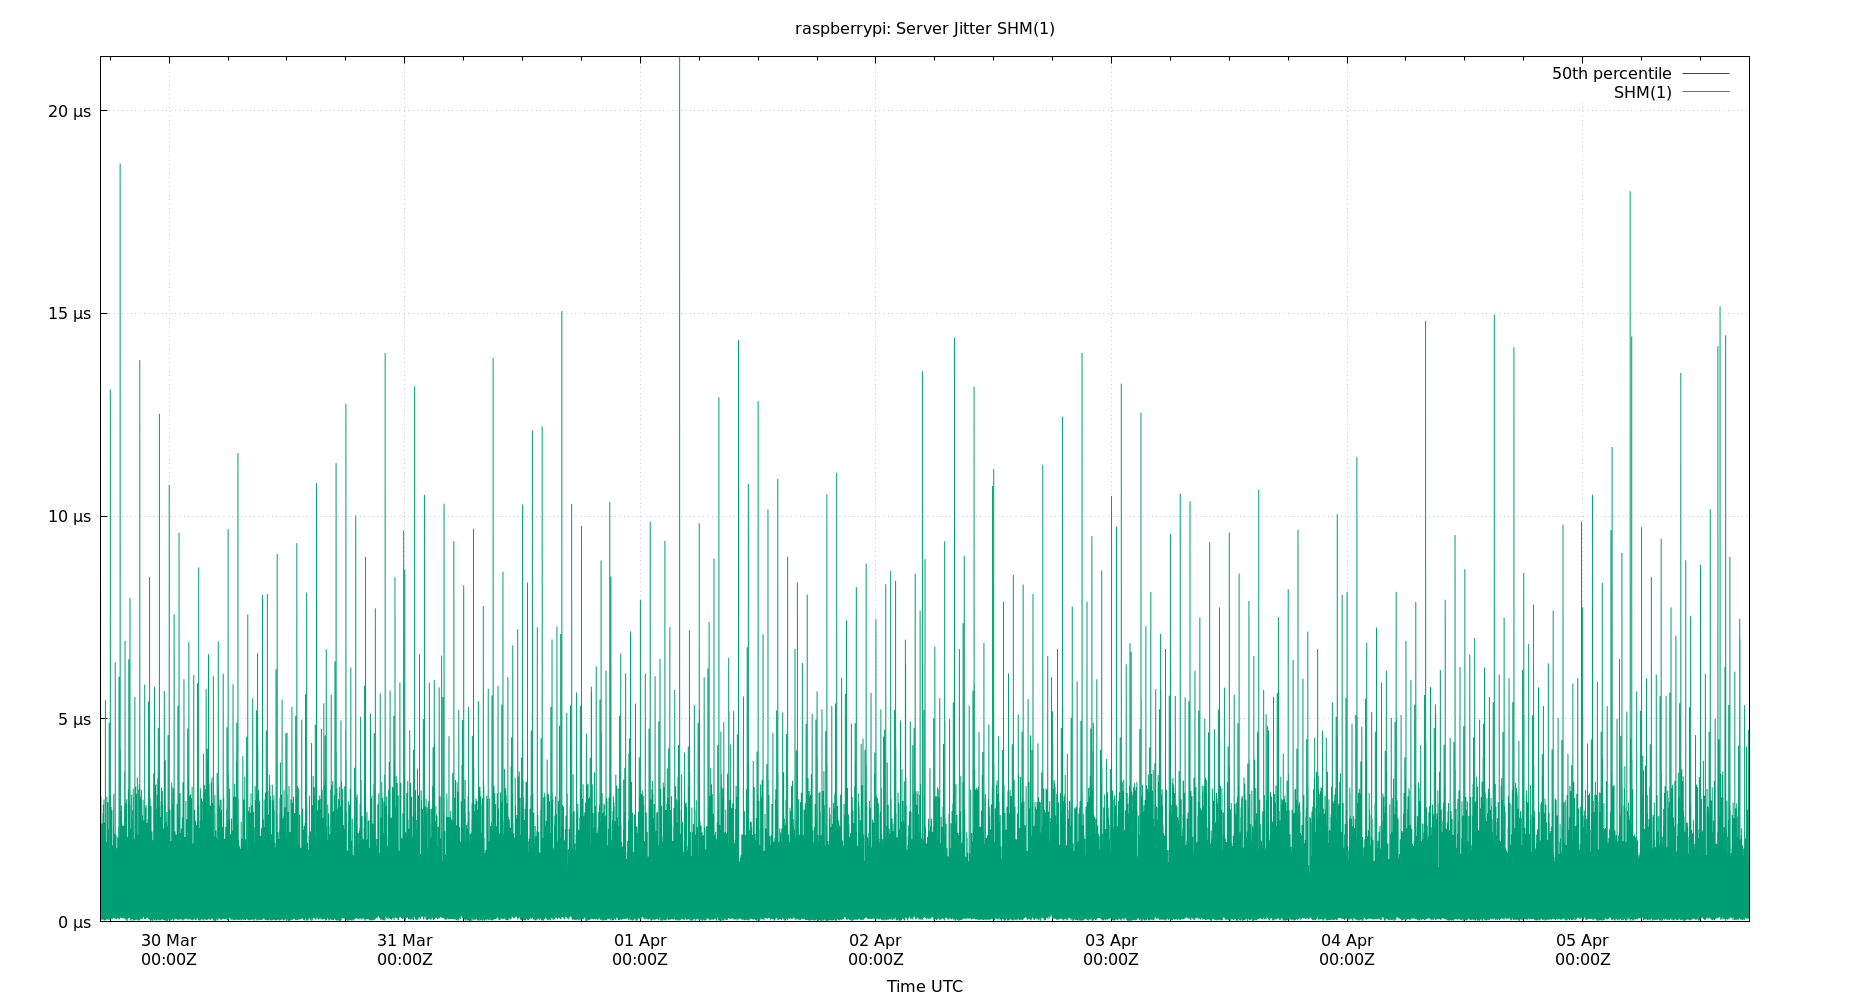 raspberrypi: Server Jitter SHM(1)
50th percentile
SHM(1)
20 µs
15 µs
10 µs
5 µs
0 µs
30 Mar 31 Mar 01 Apr 02 Apr 03 Apr 04 Apr 05 Apr
00:00Z 00:00Z 00:00Z 00:00Z 00:00Z 00:00Z 00:00Z
Time UTC